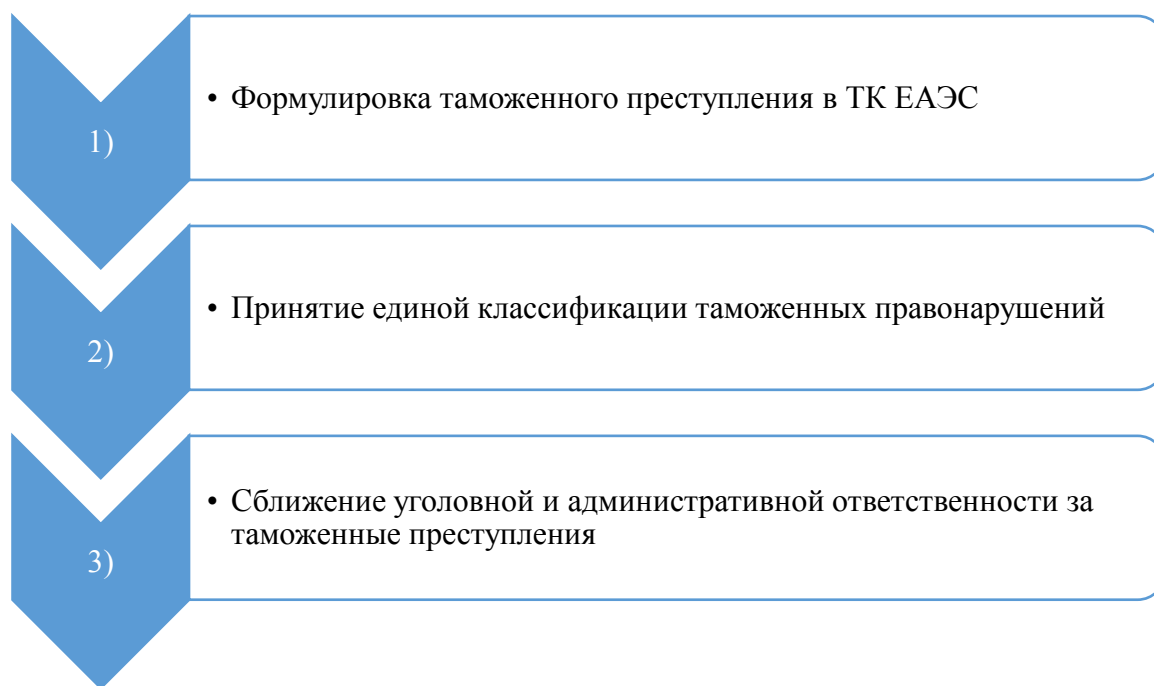 1)
• Формулировка таможенного преступления в ТК ЕАЭС
2)
• Принятие единой классификации таможенных правонарушений
3)
• Сближение уголовной и административной ответственности за
таможенные преступления